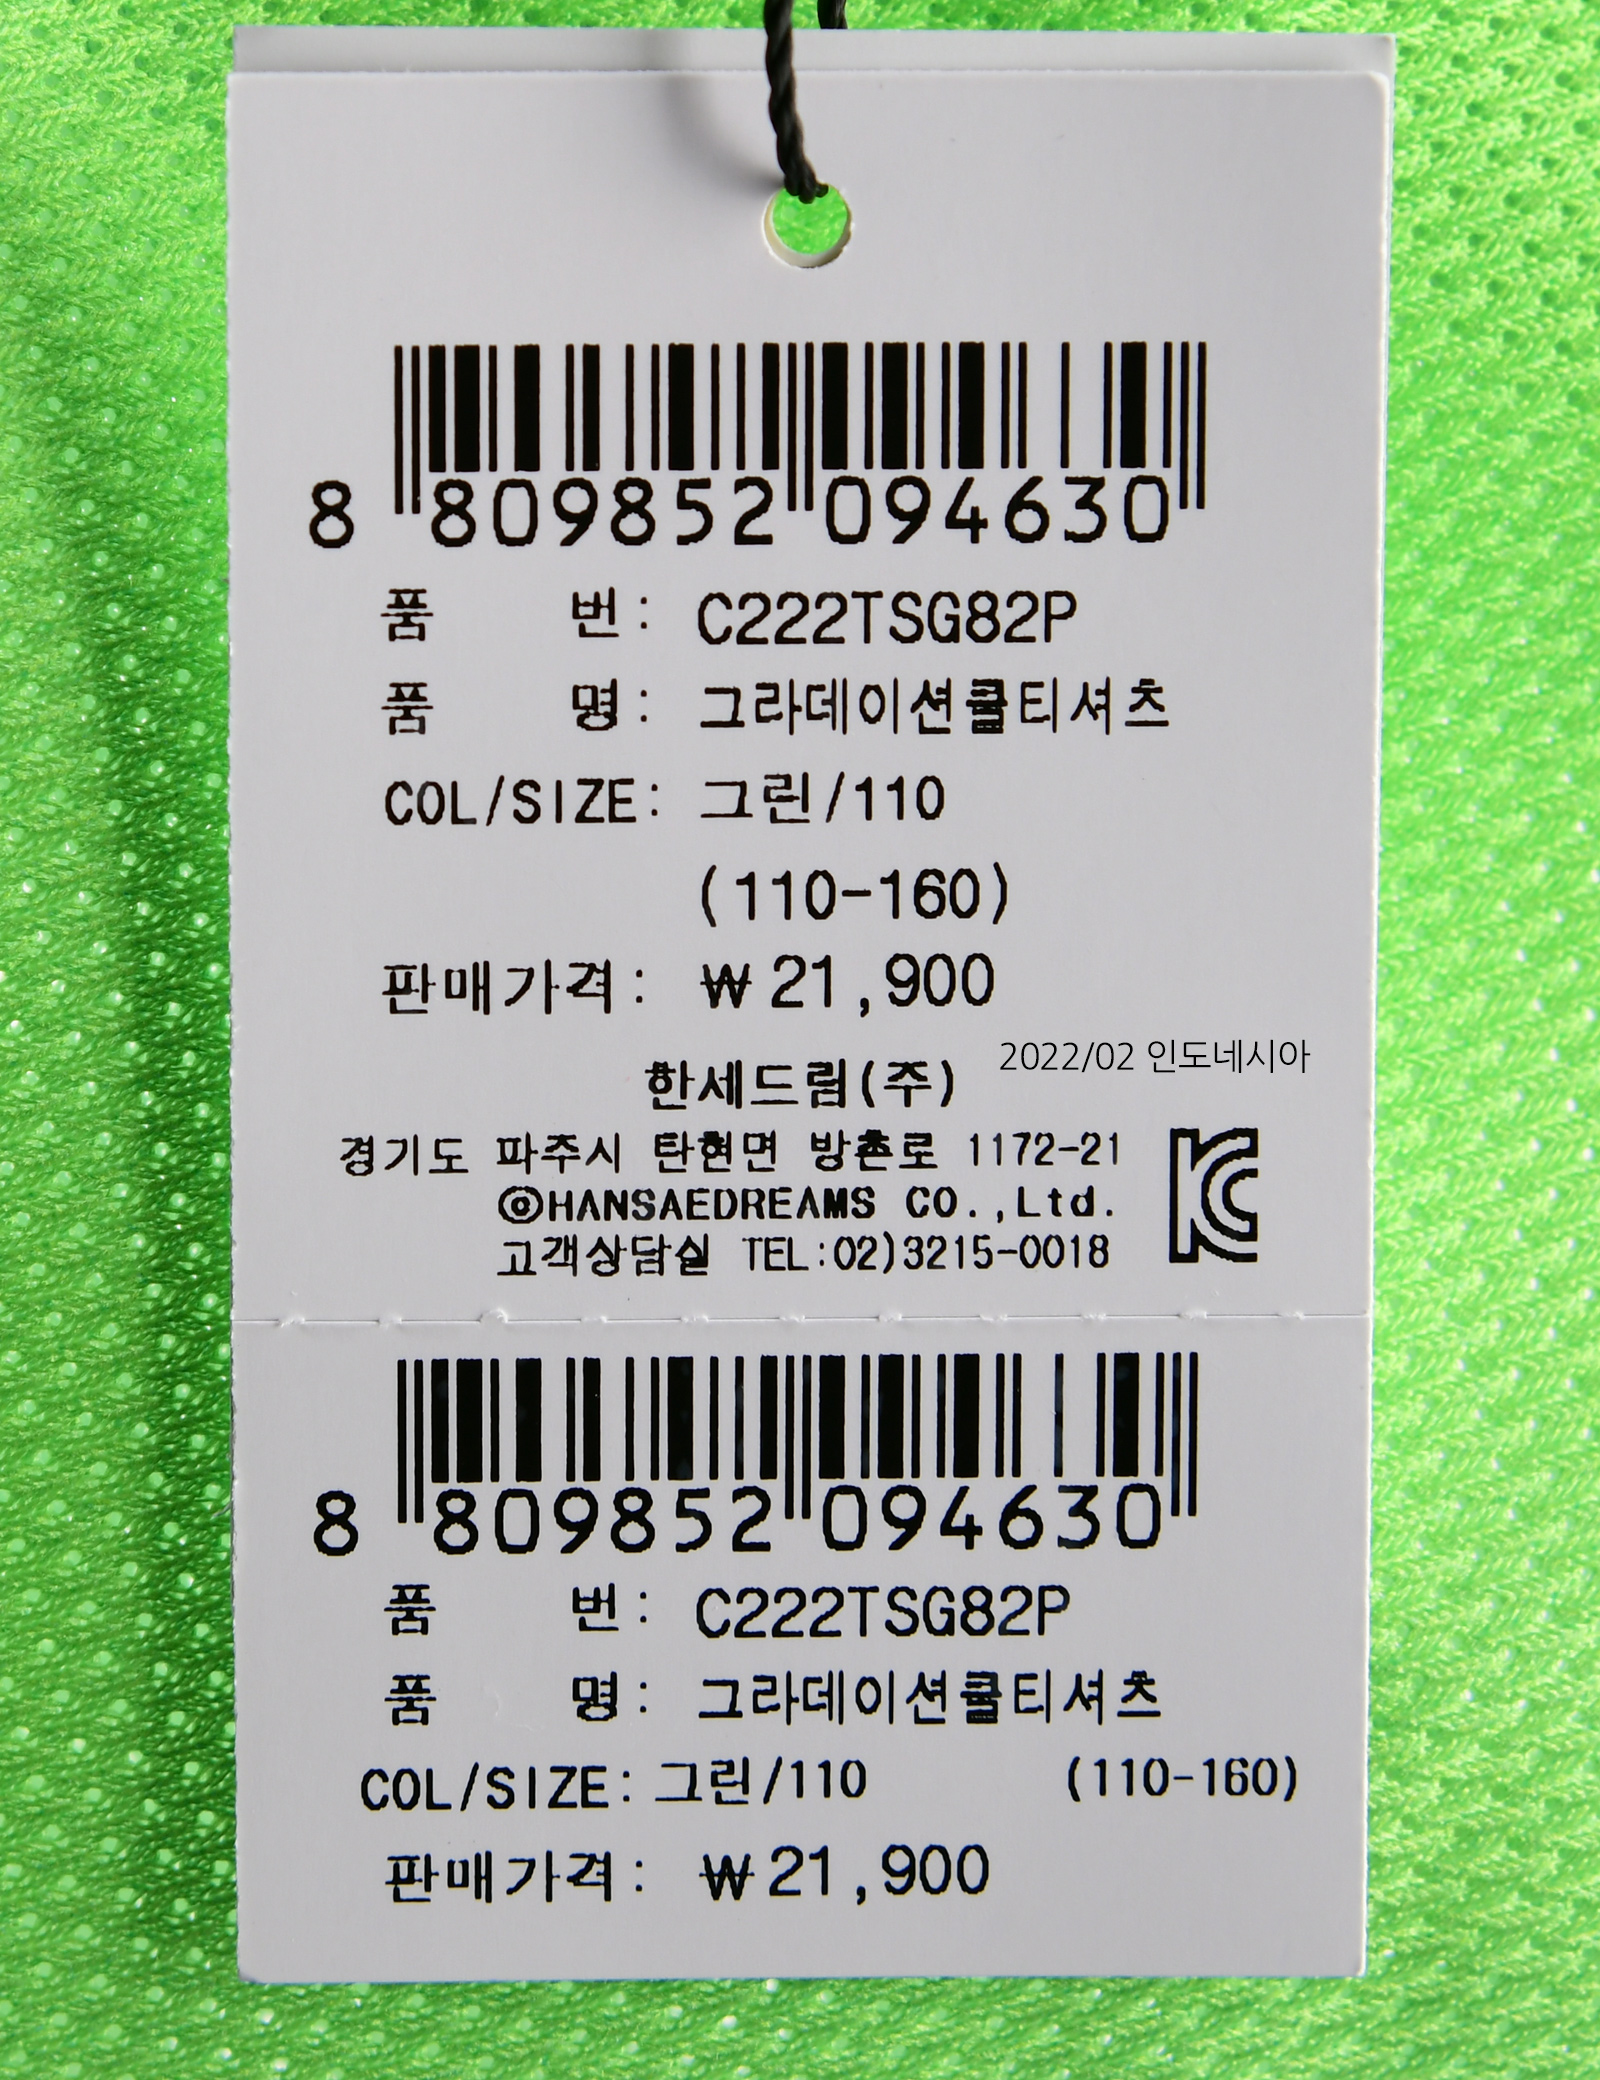 8 809852 094630
품 번: C222TSG82P
품 명: 그라데이션쿨티셔츠
COL/SIZE: 그린/110
(110-160)
판매가격: ₩21,900
2022/02 인도네시아
한세드림(주)
경기도 파주시 탄현면 방촌로 1172-21
©HANSAEDREAMS CO.,Ltd.
고객상담실 TEL:02)3215-0018
8 809852 094630
품 번: C222TSG82P
품 명: 그라데이션쿨티셔츠
COL/SIZE: 그린/110 (110-160)
판매가격: ₩21,900